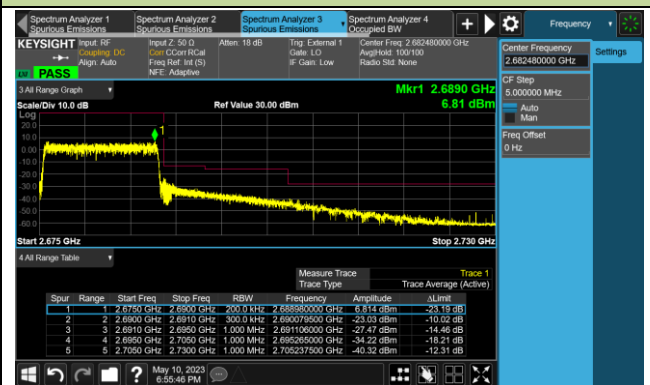 Spectrum Analyzer 1 Spectrum Analyzer 2 Spectrum Analyzer 3 Spectrum Analyzer 4
Spurious Emissions Spurious Emissions Spurious Emissions Occupied BW
Frequency
KEYSIGHT Input: RF Input Z: 50 Ω Atten: 18 dB Trig: External 1 Center Freq: 2.682480000 GHz
Coupling: DC Corr CCorr RCal Gate: LO Avg|Hold: 100/100
Align: Auto Freq Ref: Int (S) IF Gain: Low Radio Std: None
NFE: Adaptive
PASS
Center Frequency
2.682480000 GHz
Settings
CF Step
5.000000 MHz
Auto
Man
Freq Offset
0 Hz
3 All Range Graph Mkr1 2.6890 GHz
Scale/Div 10.0 dB Ref Value 30.00 dBm 6.81 dBm
Log
20.0
10.0
0.00
-10.0
-20.0
-30.0
-40.0
-50.0
-60.0
1
Start 2.675 GHz Stop 2.730 GHz
4 All Range Table
Measure Trace Trace 1
Trace Type Trace Average (Active)
Spur Range Start Freq Stop Freq RBW Frequency Amplitude ΔLimit
1 1 2.6750 GHz 2.6900 GHz 200.0 kHz 2.688980000 GHz 6.814 dBm -23.19 dB
2 2 2.6900 GHz 2.6910 GHz 300.0 kHz 2.690079500 GHz -23.03 dBm -10.02 dB
3 3 2.6910 GHz 2.6950 GHz 1.000 MHz 2.691106000 GHz -27.47 dBm -14.46 dB
4 4 2.6950 GHz 2.7050 GHz 1.000 MHz 2.695265000 GHz -34.22 dBm -18.21 dB
5 5 2.7050 GHz 2.7300 GHz 1.000 MHz 2.705237500 GHz -40.32 dBm -12.31 dB
May 10, 2023
6:55:46 PM